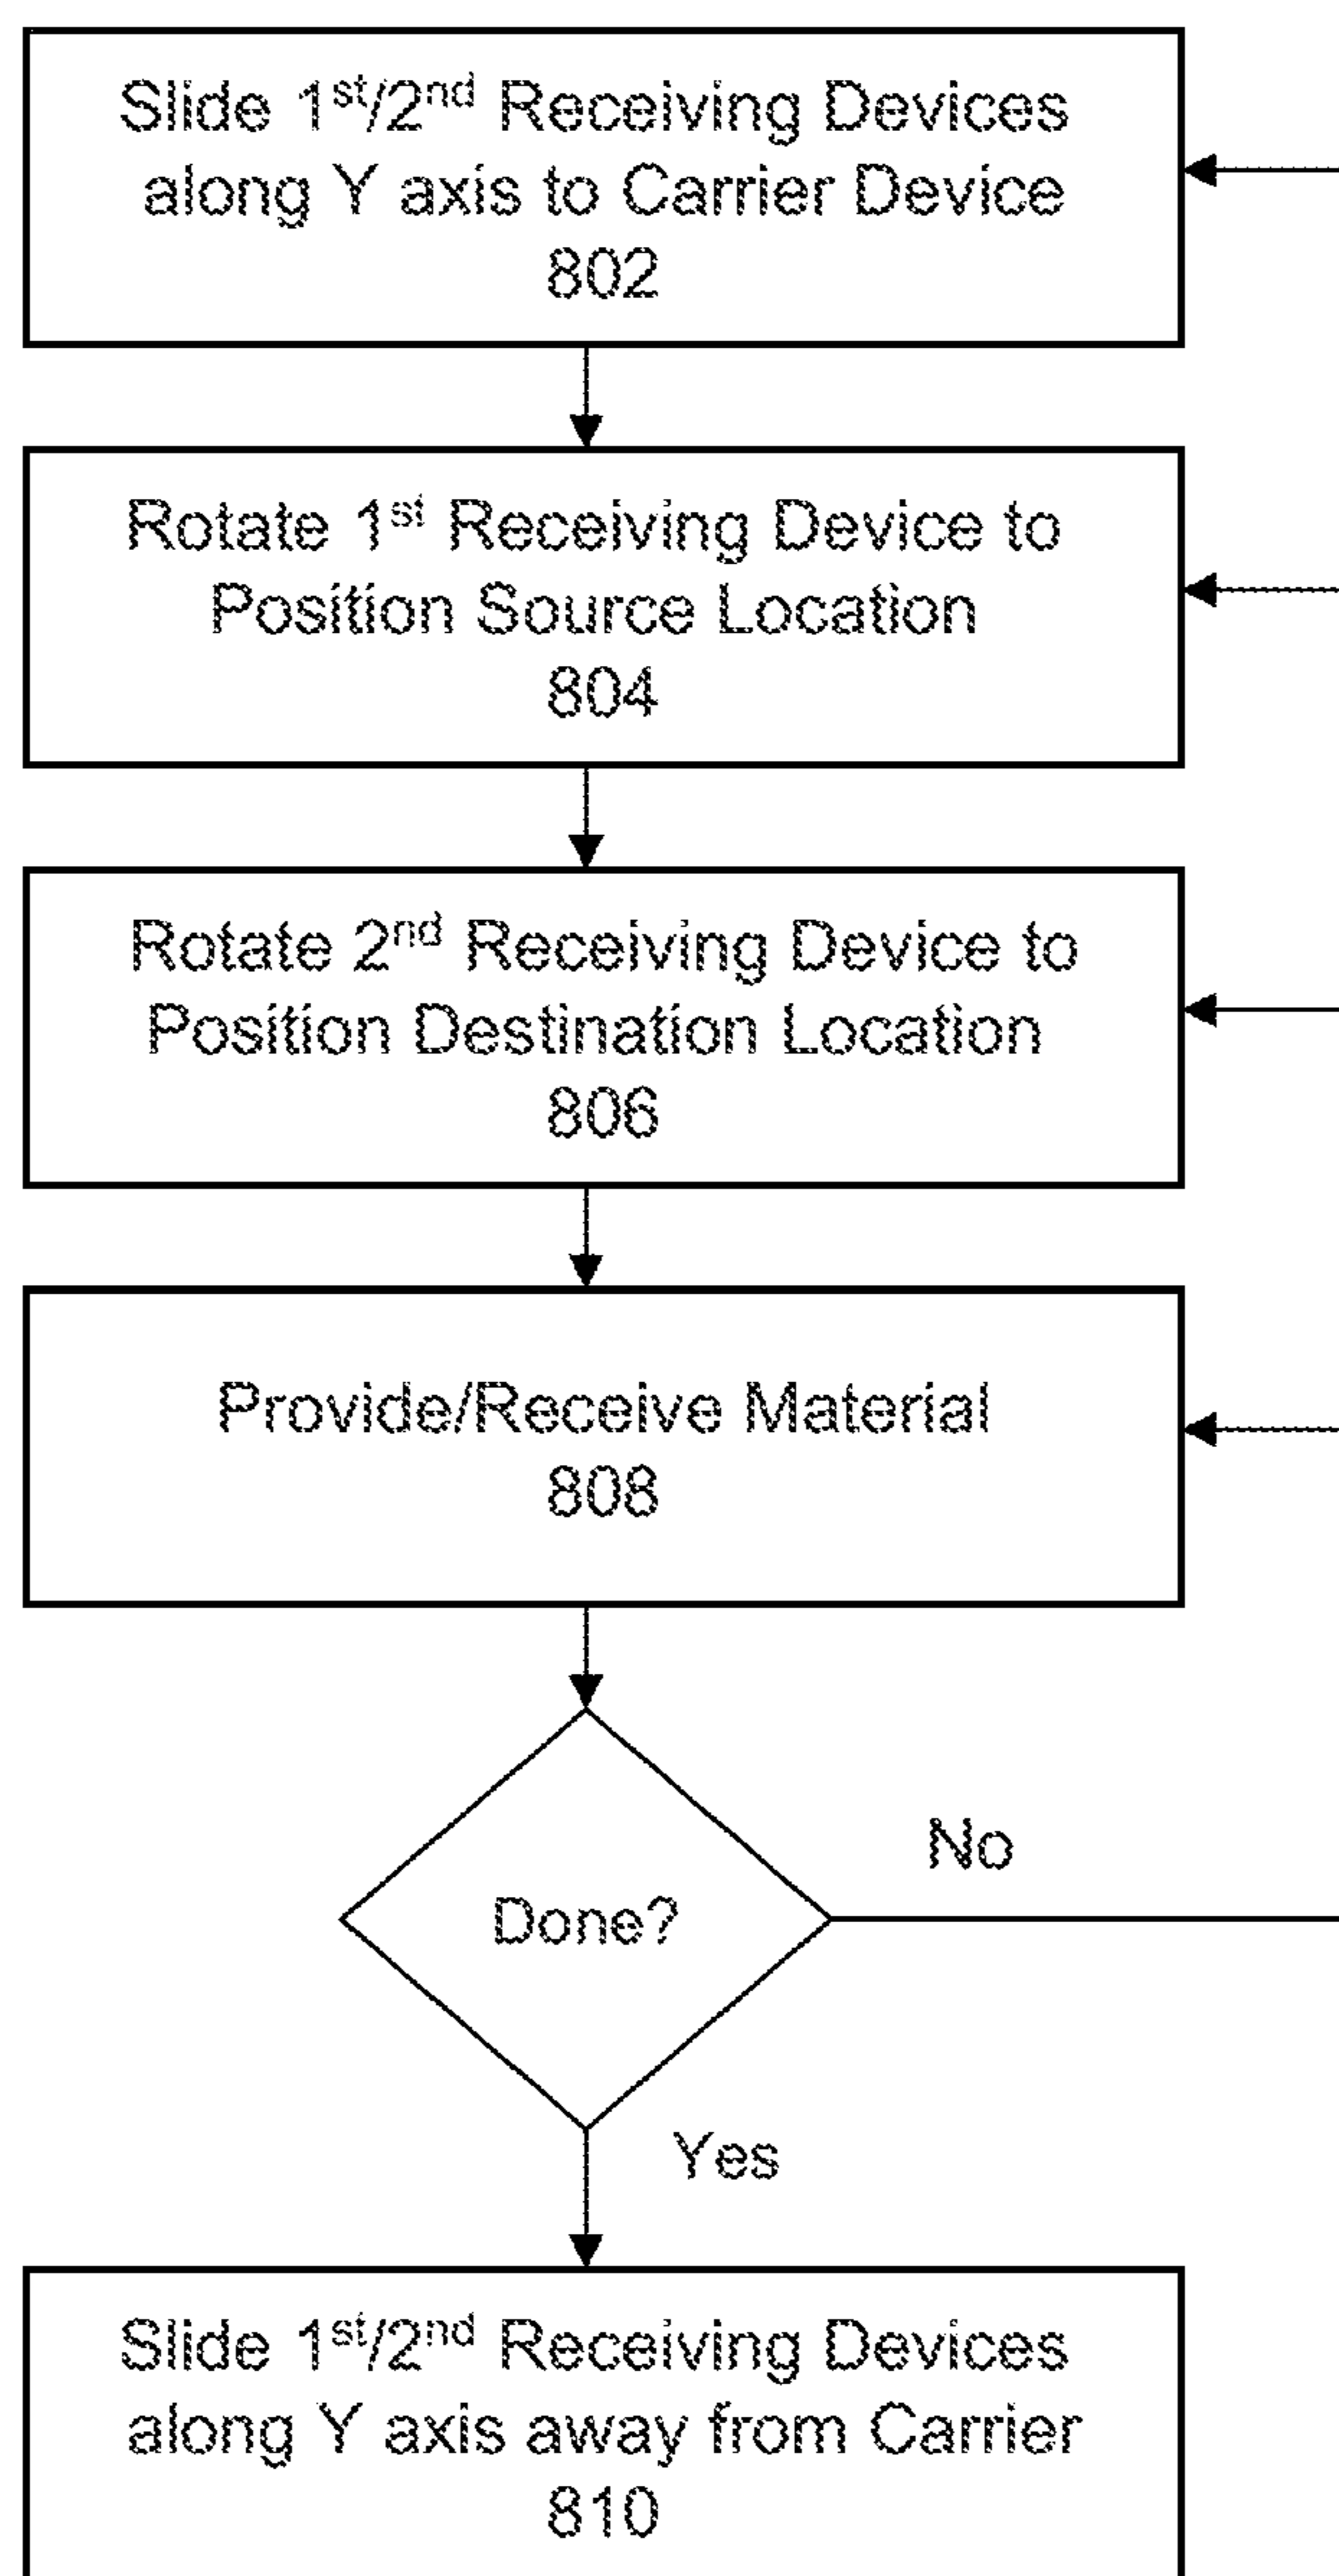 Slide 1st/2nd Receiving Devices
along Y axis to Carrier Device
802
Rotate 1st Receiving Device to
Position Source Location
804
Rotate 2nd Receiving Device to
Position Destination Location
806
Provide/Receive Material
808
No
Done?
Yes
Slide 1st/2nd Receiving Devices
along Y axis away from Carrier
810